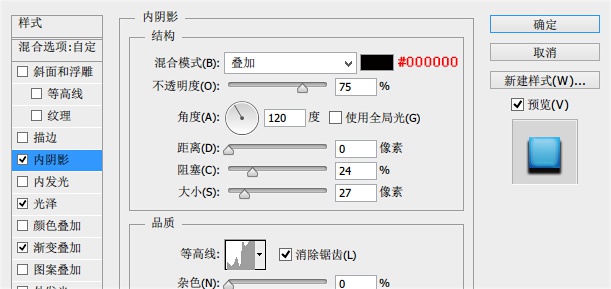 样式
混合选项:自定
斜面和浮雕
等高线
纹理
描边
内阴影
内发光
光泽
颜色叠加
渐变叠加
图案叠加
外发光
内阴影
结构
混合模式(B): 叠加 #000000
不透明度(O): 75 %
角度(A): 120 度 使用全局光(G)
距离(D): 0 像素
阻塞(C): 24 %
大小(S): 27 像素
品质
等高线: 消除锯齿(L)
杂色(N): 0 %
确定
取消
新建样式(W)...
预览(V)